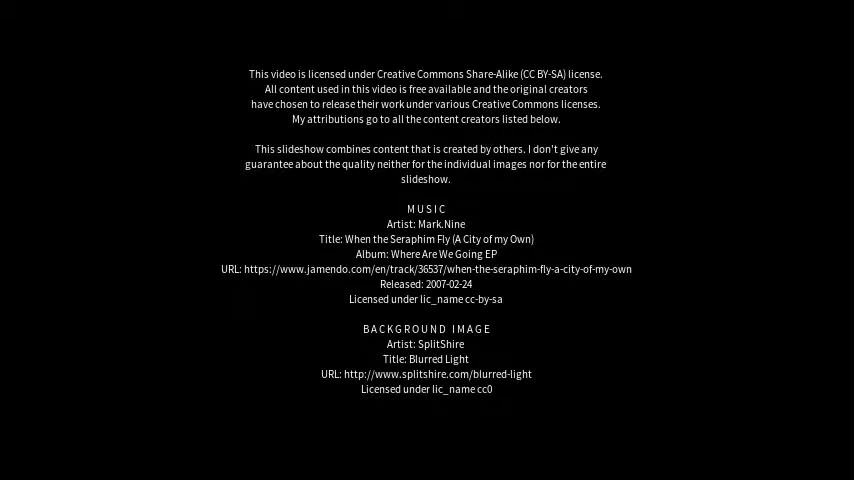 This video is licensed under Creative Commons Share-Alike (CC BY-SA) license.
All content used in this video is free available and the original creators
have chosen to release their work under various Creative Commons licenses.
My attributions go to all the content creators listed below.
This slideshow combines content that is created by others. I don't give any
guarantee about the quality neither for the individual images nor for the entire
slideshow.
MUSIC
Artist: Mark.Nine
Title: When the Seraphim Fly (A City of my Own)
Album: Where Are We Going EP
URL: https://www.jamendo.com/en/track/36537/when-the-seraphim-fly-a-city-of-my-own
Released: 2007-02-24
Licensed under lic_name cc-by-sa
BACKGROUND IMAGE
Artist: SplitShire
Title: Blurred Light
URL: http://www.splitshire.com/blurred-light
Licensed under lic_name cc0